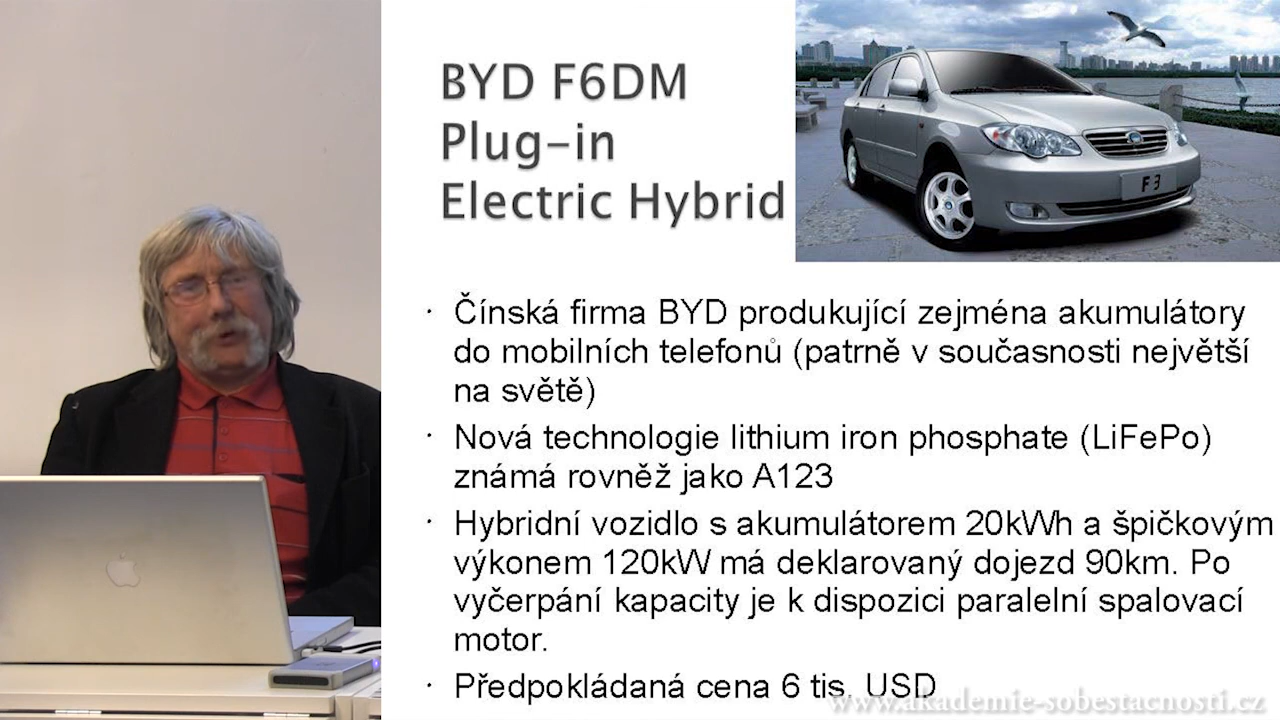 BYD F6DM
Plug-in
Electric Hybrid
F3
· Čínská firma BYD produkující zejména akumulátory
do mobilních telefonů (patrně v současnosti největší
na světě)
· Nová technologie lithium iron phosphate (LiFePo)
známá rovněž jako A123
· Hybridní vozidlo s akumulátorem 20kWh a špičkovým
výkonem 120kW má deklarovaný dojezd 90km. Po
vyčerpání kapacity je k dispozici paralelní spalovací
motor.
· Předpokládaná cena 6 tis. USD
www.akademie-sobestacnosti.cz